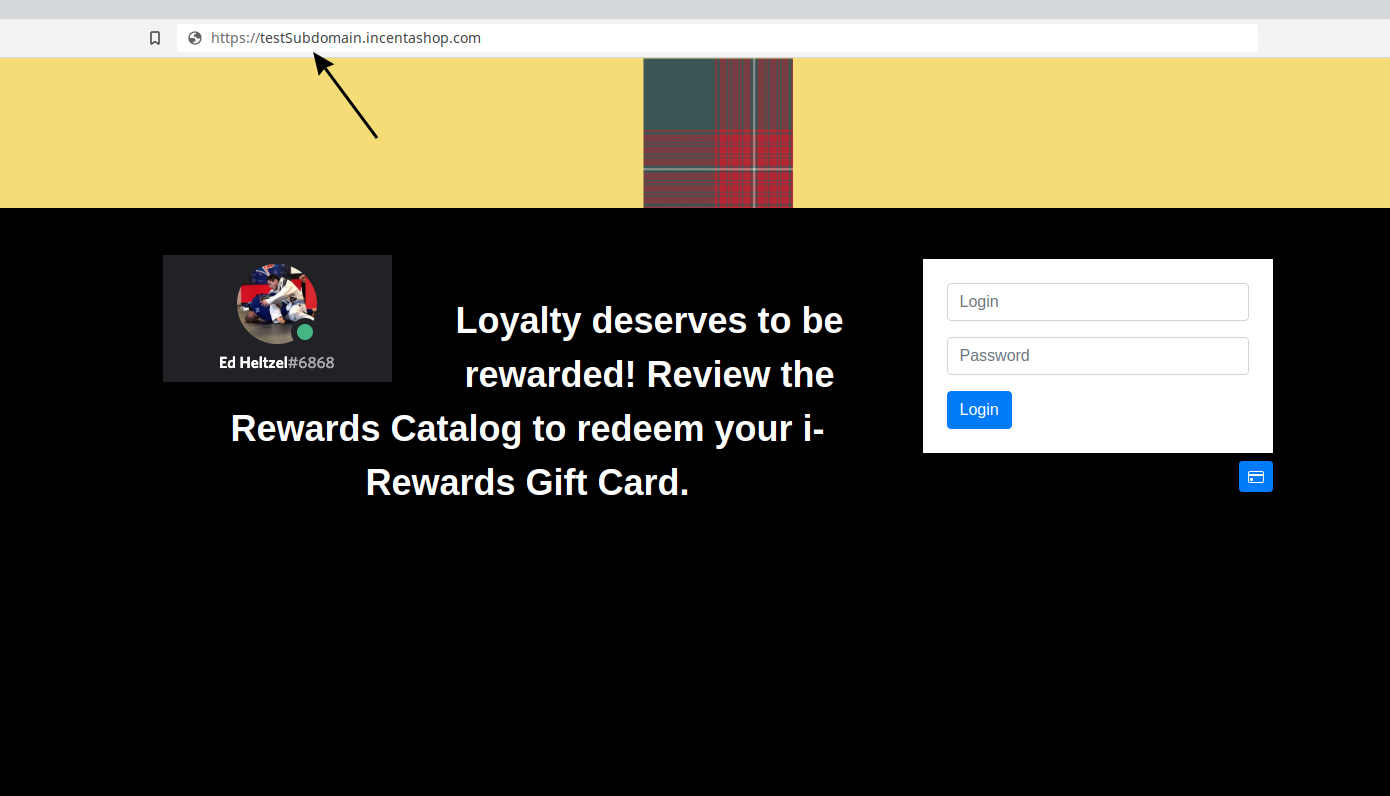 https://testSubdomain.incentashop.com
Ed Heltzel#6868
Loyalty deserves to be
rewarded! Review the
Rewards Catalog to redeem your i-
Rewards Gift Card.
Login
Password
Login